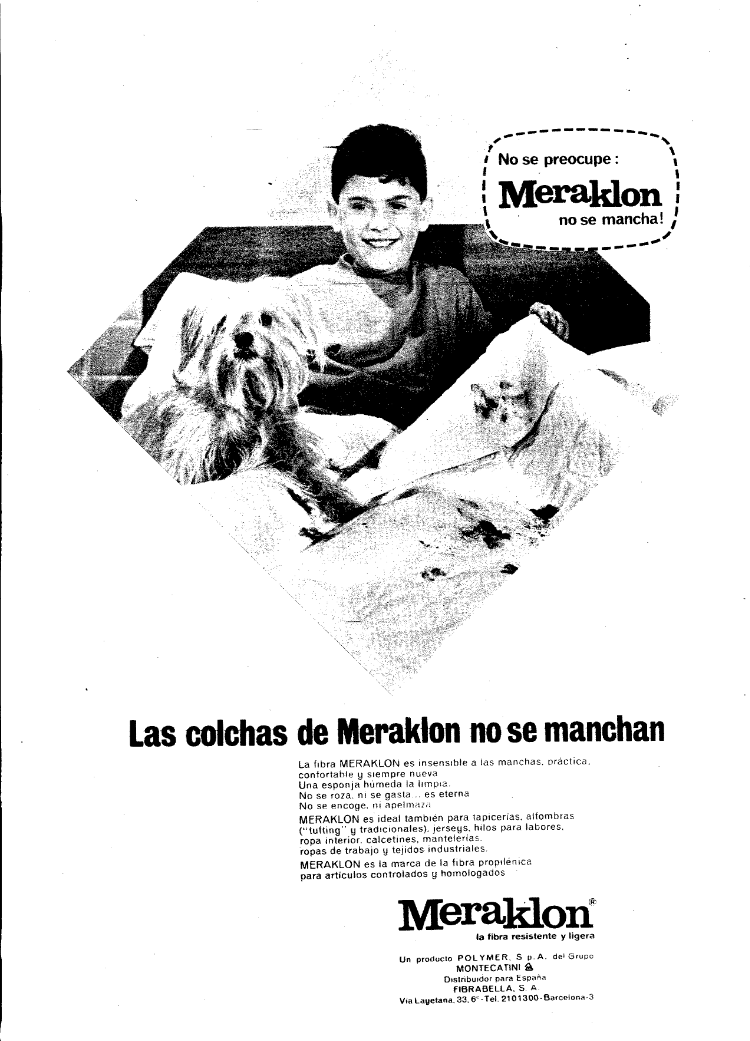 No se preocupe :
Meraklon
no se mancha!
Las colchas de Meraklon no se manchan
La fibra MERAKLON es insensible a las manchas, práctica,
confortable y siempre nueva
Una esponja húmeda la limpia.
No se roza, ni se gasta... es eterna
No se encoge, ni apelmaza
MERAKLON es ideal también para tapicerías, alfombras
("tufting" y tradicionales), jerseys, hilos para labores,
ropa interior, calcetines, mantelerías,
ropas de trabajo y tejidos industriales.
MERAKLON es la marca de la fibra propilénica
para artículos controlados y homologados
Meraklon®
la fibra resistente y ligera
Un producto POLYMER, S p. A. del Grupo
MONTECATINI
Distribuidor para España
FIBRABELLA, S. A.
Vía Layetana, 33, 6° - Tel. 2101300 - Barcelona-3